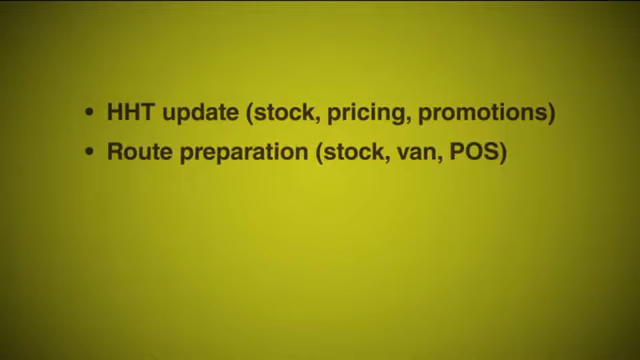 • HHT update (stock, pricing, promotions)
• Route preparation (stock, van, POS)